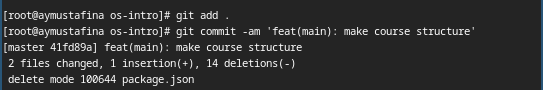 [root@aymustafina os-intro]# git add .
[root@aymustafina os-intro]# git commit -am 'feat(main): make course structure'
[master 41fd89a] feat(main): make course structure
 2 files changed, 1 insertion(+), 14 deletions(-)
 delete mode 100644 package.json